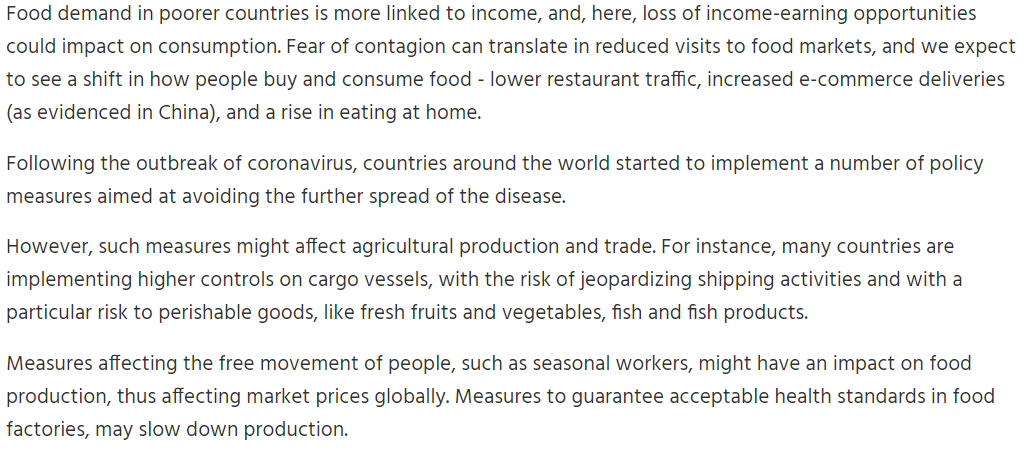 Food demand in poorer countries is more linked to income, and, here, loss of income-earning opportunities
could impact on consumption. Fear of contagion can translate in reduced visits to food markets, and we expect
to see a shift in how people buy and consume food - lower restaurant traffic, increased e-commerce deliveries
(as evidenced in China), and a rise in eating at home.
Following the outbreak of coronavirus, countries around the world started to implement a number of policy
measures aimed at avoiding the further spread of the disease.
However, such measures might affect agricultural production and trade. For instance, many countries are
implementing higher controls on cargo vessels, with the risk of jeopardizing shipping activities and with a
particular risk to perishable goods, like fresh fruits and vegetables, fish and fish products.
Measures affecting the free movement of people, such as seasonal workers, might have an impact on food
production, thus affecting market prices globally. Measures to guarantee acceptable health standards in food
factories, may slow down production.